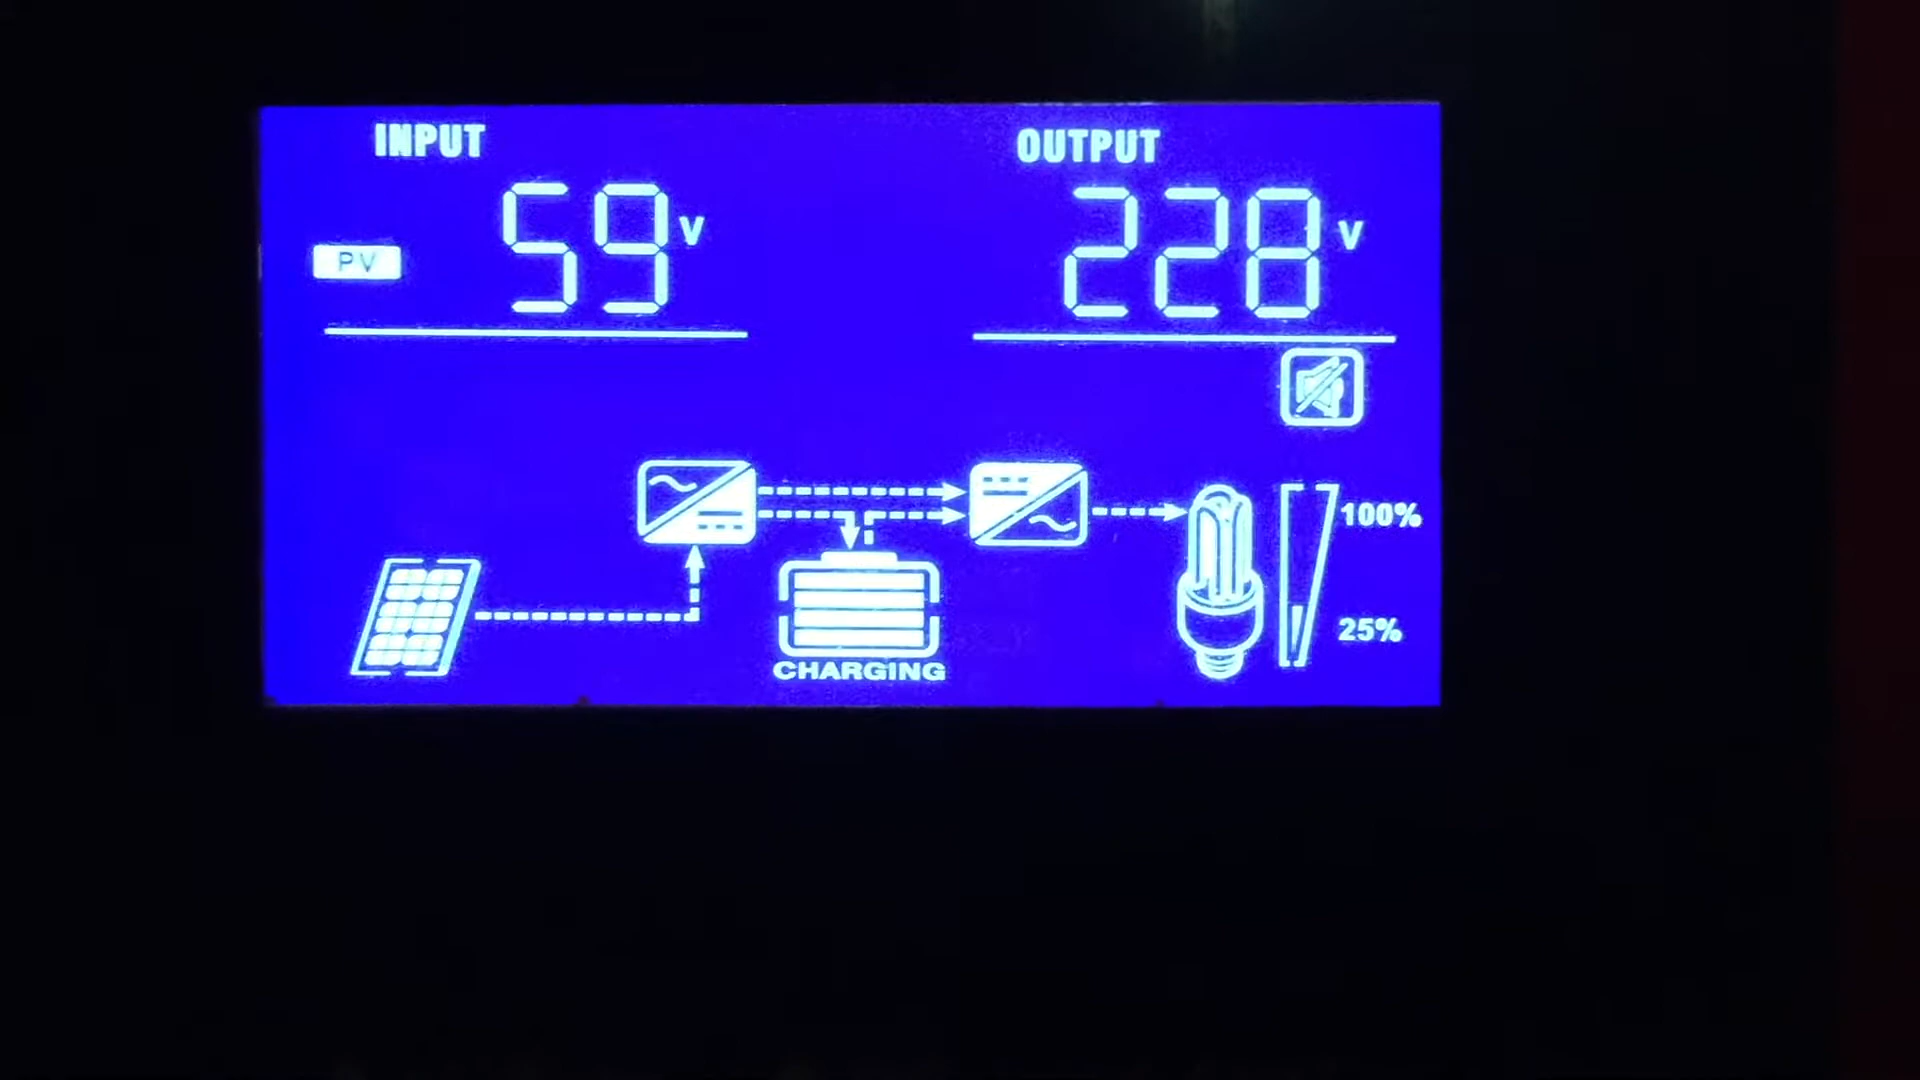 INPUT
OUTPUT
PV
59 V
228 V
100%
25%
CHARGING